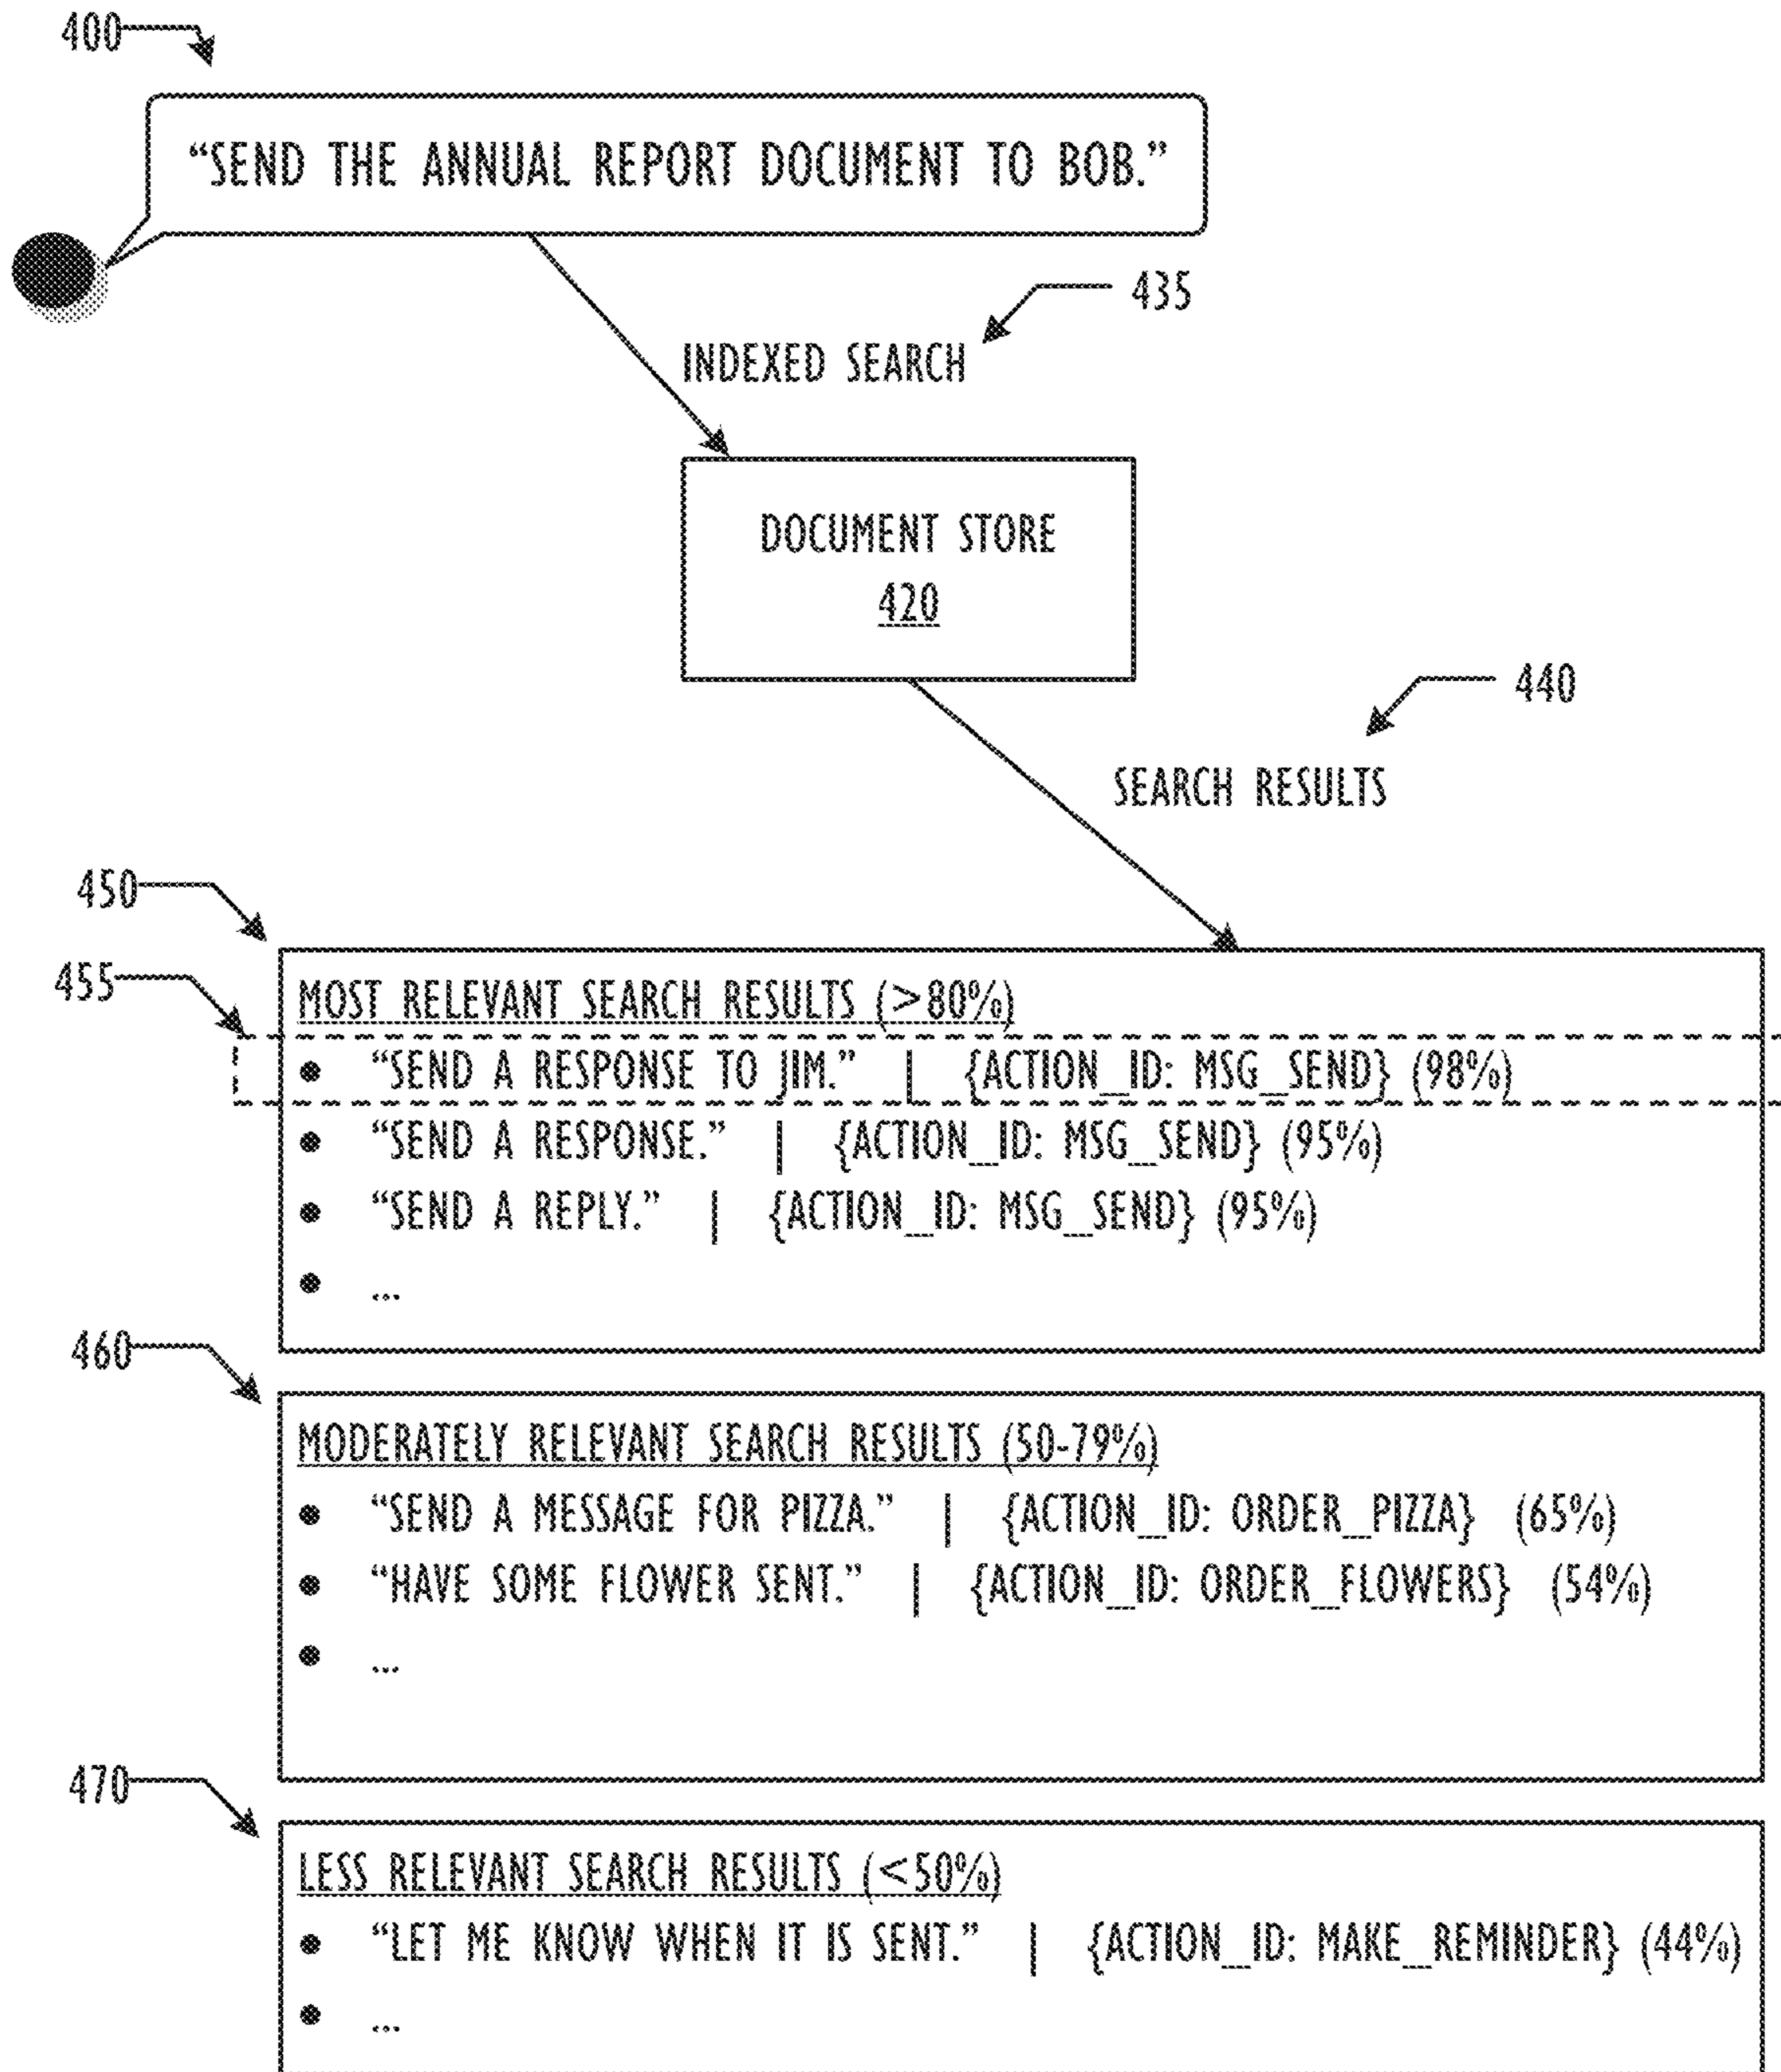 400
“SEND THE ANNUAL REPORT DOCUMENT TO BOB.”
435
INDEXED SEARCH
DOCUMENT STORE
420
440
SEARCH RESULTS
450
455
MOST RELEVANT SEARCH RESULTS (>80%)
● “SEND A RESPONSE TO JIM.” | {ACTION_ID: MSG_SEND} (98%)
● “SEND A RESPONSE.” | {ACTION_ID: MSG_SEND} (95%)
● “SEND A REPLY.” | {ACTION_ID: MSG_SEND} (95%)
● ...
460
MODERATELY RELEVANT SEARCH RESULTS (50-79%)
● “SEND A MESSAGE FOR PIZZA.” | {ACTION_ID: ORDER_PIZZA} (65%)
● “HAVE SOME FLOWER SENT.” | {ACTION_ID: ORDER_FLOWERS} (54%)
● ...
470
LESS RELEVANT SEARCH RESULTS (<50%)
● “LET ME KNOW WHEN IT IS SENT.” | {ACTION_ID: MAKE_REMINDER} (44%)
● ...